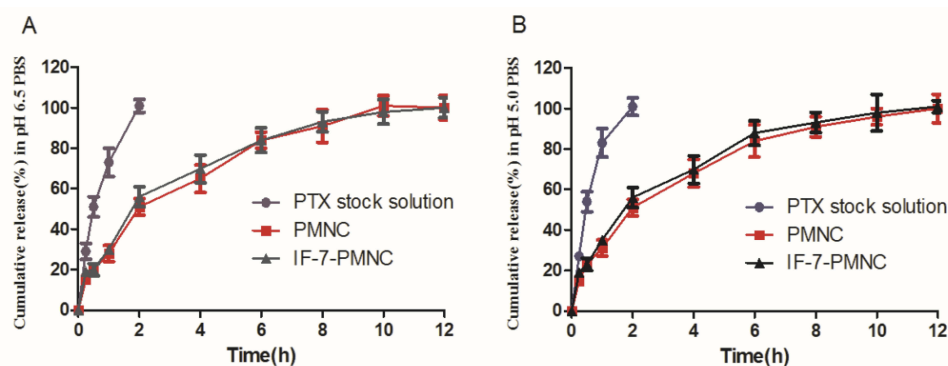 A
Cumulative release(%) in pH 6.5 PBS
120
100
80
60
40
20
0
PTX stock solution
PMNC
IF-7-PMNC
0 2 4 6 8 10 12
Time(h)
B
Cumulative release(%) in pH 5.0 PBS
120
100
80
60
40
20
0
PTX stock solution
PMNC
IF-7-PMNC
0 2 4 6 8 10 12
Time(h)